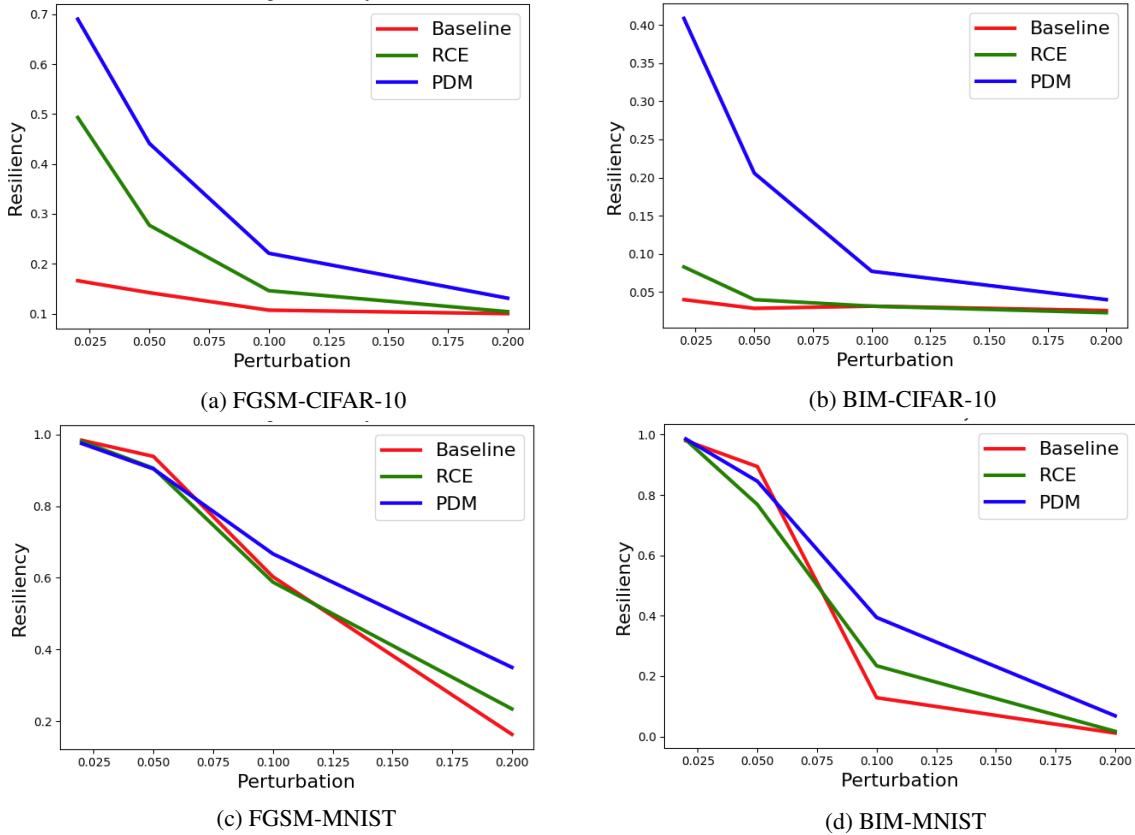 0.7
0.6
0.5
0.4
0.3
0.2
0.1
Resiliency
Baseline
RCE
PDM
0.025 0.050 0.075 0.100 0.125 0.150 0.175 0.200
Perturbation
(a) FGSM-CIFAR-10
0.40
0.35
0.30
0.25
0.20
0.15
0.10
0.05
Resiliency
Baseline
RCE
PDM
0.025 0.050 0.075 0.100 0.125 0.150 0.175 0.200
Perturbation
(b) BIM-CIFAR-10
1.0
0.8
0.6
0.4
0.2
Resiliency
Baseline
RCE
PDM
0.025 0.050 0.075 0.100 0.125 0.150 0.175 0.200
Perturbation
(c) FGSM-MNIST
1.0
0.8
0.6
0.4
0.2
0.0
Resiliency
Baseline
RCE
PDM
0.025 0.050 0.075 0.100 0.125 0.150 0.175 0.200
Perturbation
(d) BIM-MNIST